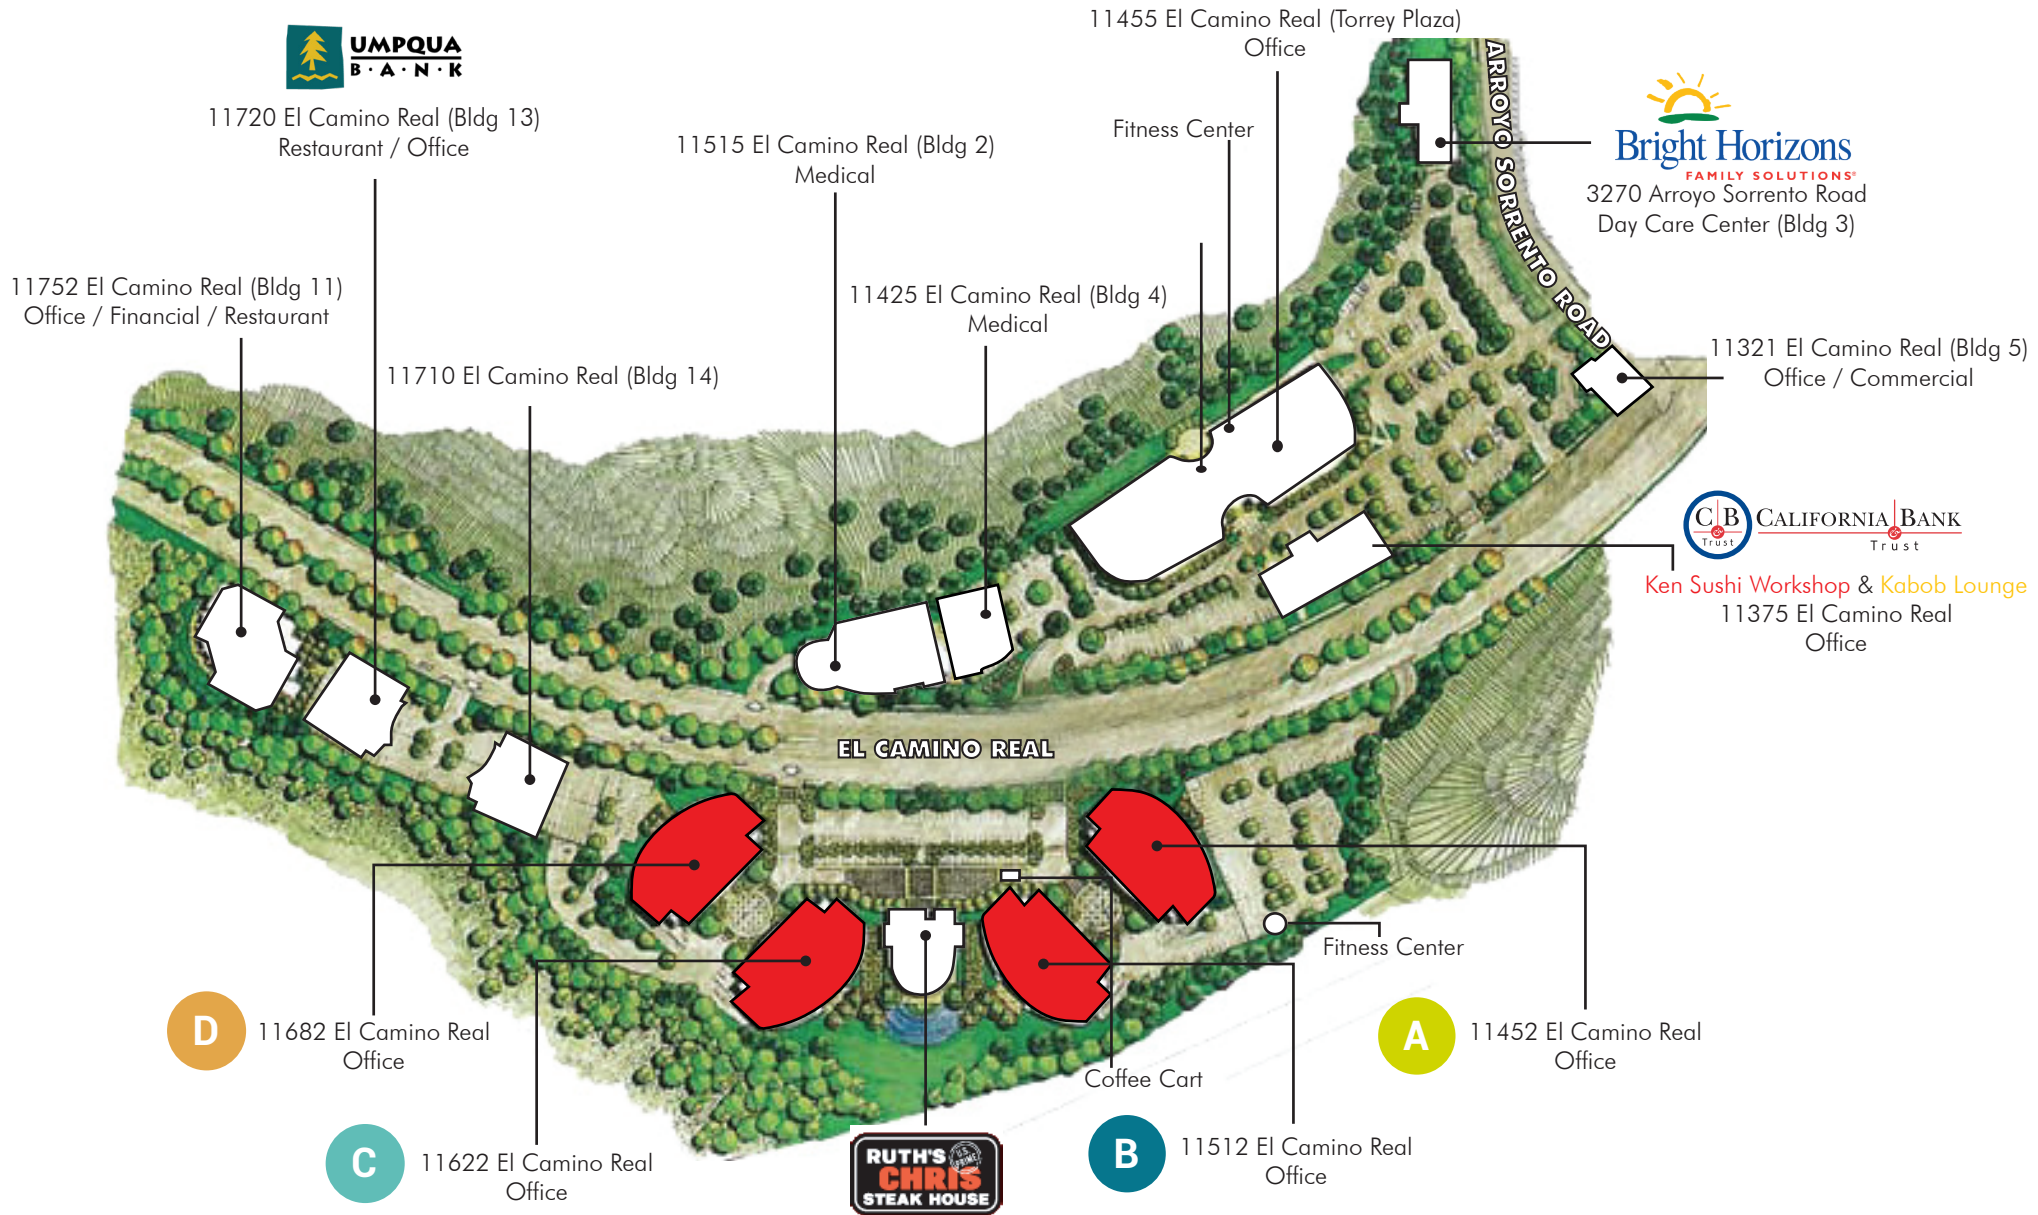 11455 El Camino Real (Torrey Plaza)
Office
UMPQUA
B·A·N·K
11720 El Camino Real (Bldg 13)
Restaurant / Office
11515 El Camino Real (Bldg 2)
Medical
Fitness Center
ARROYO SORRENTO ROAD
Bright Horizons
FAMILY SOLUTIONS
3270 Arroyo Sorrento Road
Day Care Center (Bldg 3)
11752 El Camino Real (Bldg 11)
Office / Financial / Restaurant
11425 El Camino Real (Bldg 4)
Medical
11710 El Camino Real (Bldg 14)
11321 El Camino Real (Bldg 5)
Office / Commercial
C B
&
Trust
CALIFORNIA BANK
&
Trust
Ken Sushi Workshop & Kabob Lounge
11375 El Camino Real
Office
EL CAMINO REAL
Fitness Center
D
11682 El Camino Real
Office
A
11452 El Camino Real
Office
Coffee Cart
C
11622 El Camino Real
Office
B
11512 El Camino Real
Office
RUTH'S
U.S.
PRIME
CHRIS
STEAK HOUSE